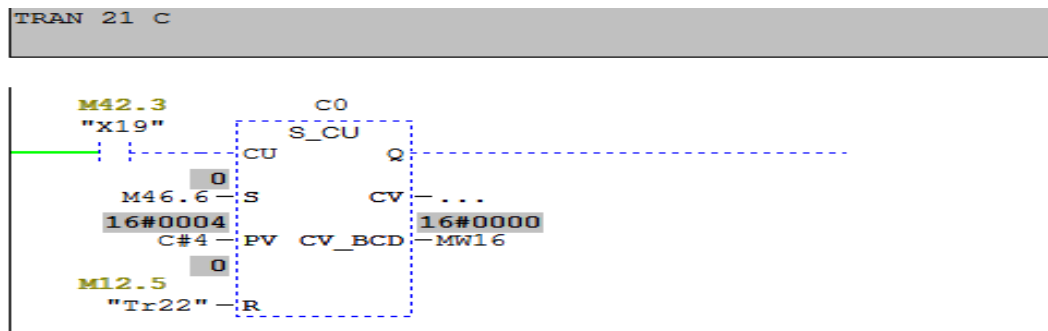 TRAN 21 C
M42.3 C0
"X19" S_CU
CU Q
0
M46.6 S CV ...
16#0004 16#0000
C#4 PV CV_BCD MW16
0
M12.5
"Tr22" R